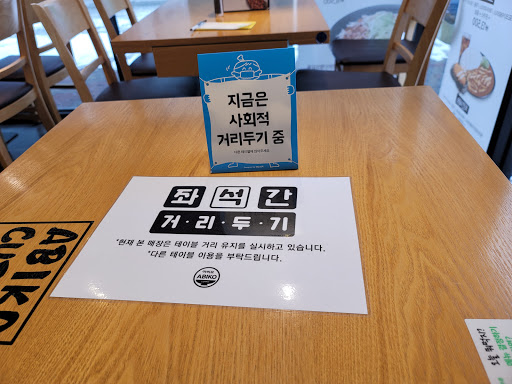 지금은
사회적
거리두기 중
좌석간
거·리·두·기
*현재 본 매장은 테이블 거리 유지를 실시하고 있습니다.
*다른 테이블 이용을 부탁드립니다.
ABIKO
ABIKO